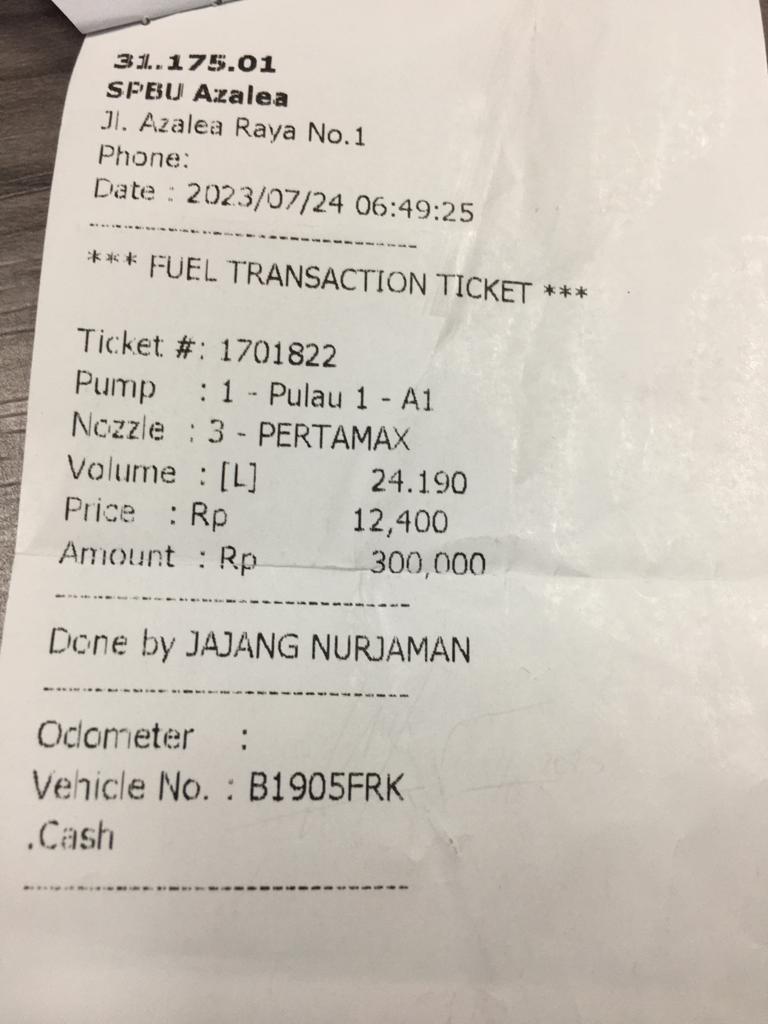 31.175.01
SPBU Azalea
Jl. Azalea Raya No.1
Phone:
Date : 2023/07/24 06:49:25
*** FUEL TRANSACTION TICKET ***
Ticket #: 1701822
Pump : 1 - Pulau 1 - A1
Nozzle : 3 - PERTAMAX
Volume : [L] 24.190
Price : Rp 12,400
Amount : Rp 300,000
Done by JAJANG NURJAMAN
Odometer :
Vehicle No. : B1905FRK
.Cash